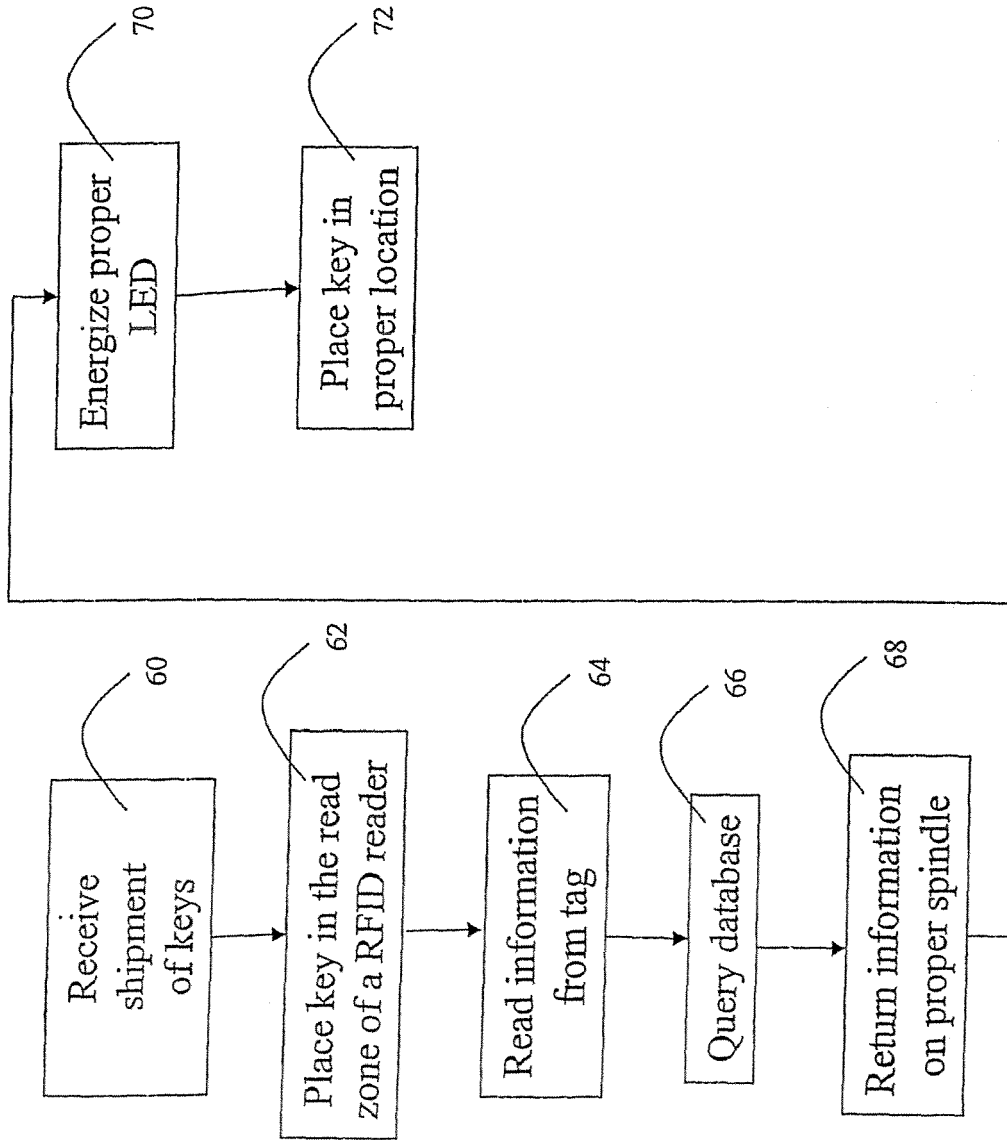 Receive
shipment
of keys
60
Place key in the read
zone of a RFID reader
62
Read information
from tag
64
Query database
66
Return information
on proper spindle
68
Energize proper
LED
70
Place key in
proper location
72